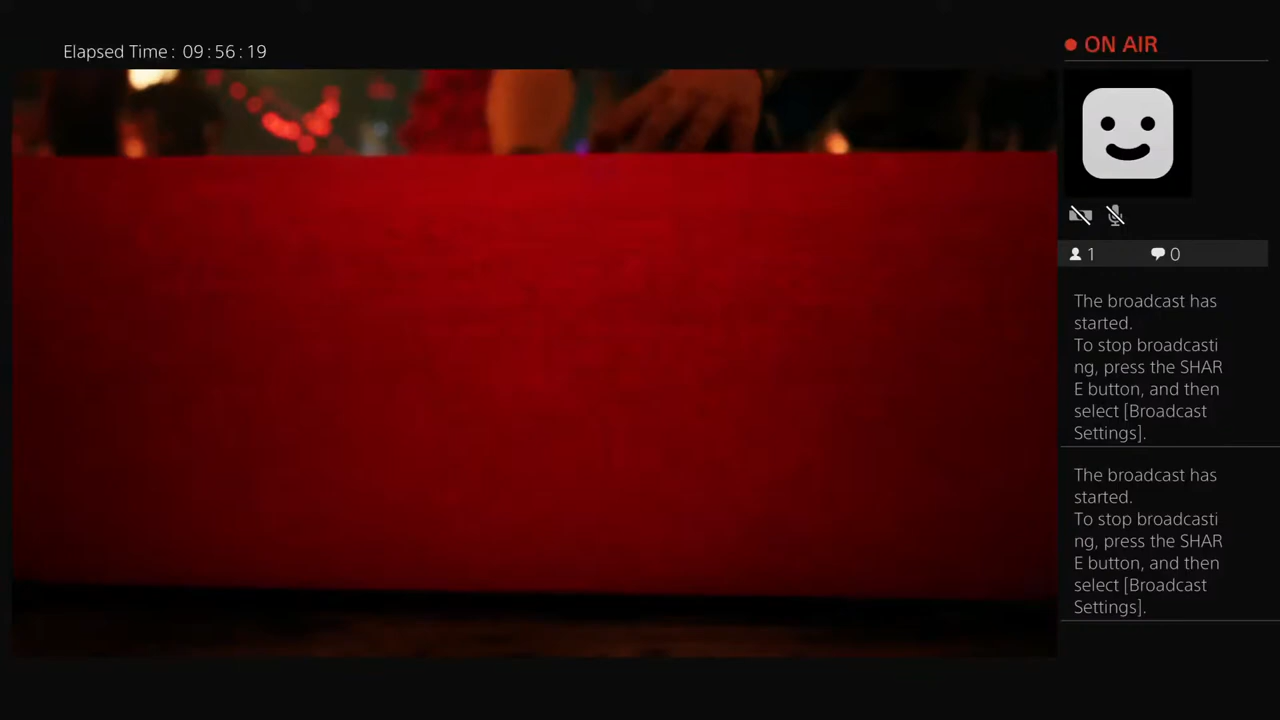 Elapsed Time: 09:56:19
ON AIR
1 0
The broadcast has
started.
To stop broadcasti
ng, press the SHAR
E button, and then
select [Broadcast
Settings].
The broadcast has
started.
To stop broadcasti
ng, press the SHAR
E button, and then
select [Broadcast
Settings].